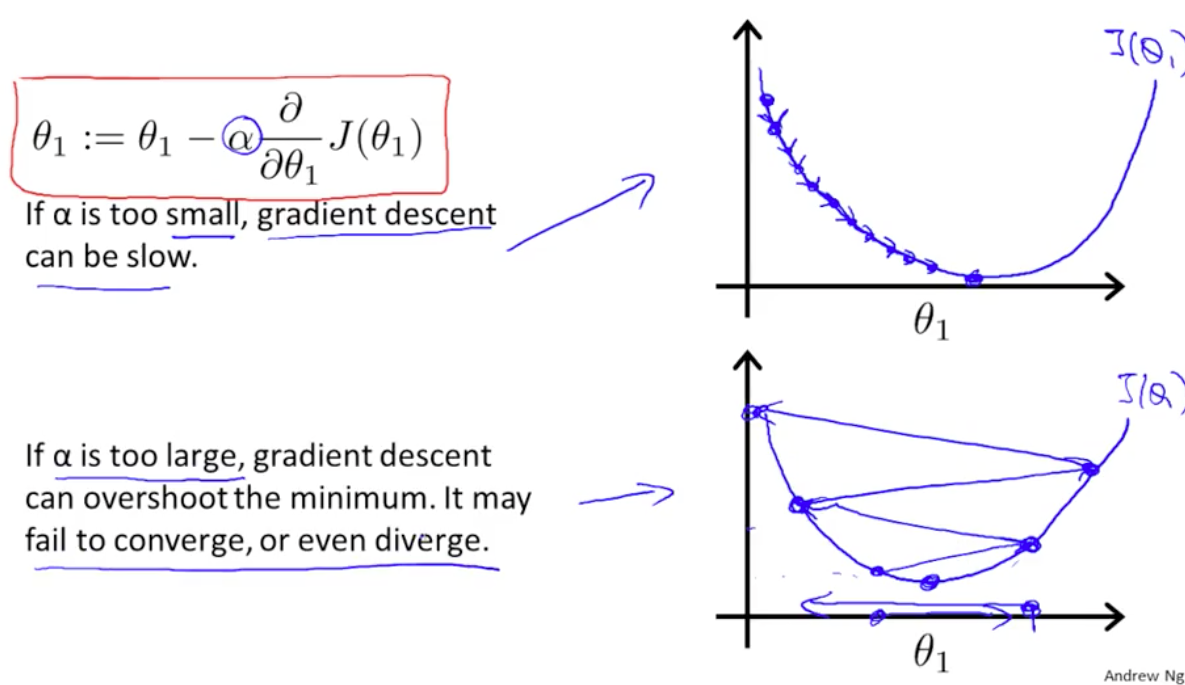 θ₁ := θ₁ − α ∂/∂θ₁ J(θ₁)
If α is too small, gradient descent
can be slow.
J(θ₁)
θ₁
If α is too large, gradient descent
can overshoot the minimum. It may
fail to converge, or even diverge.
θ₁
Andrew Ng